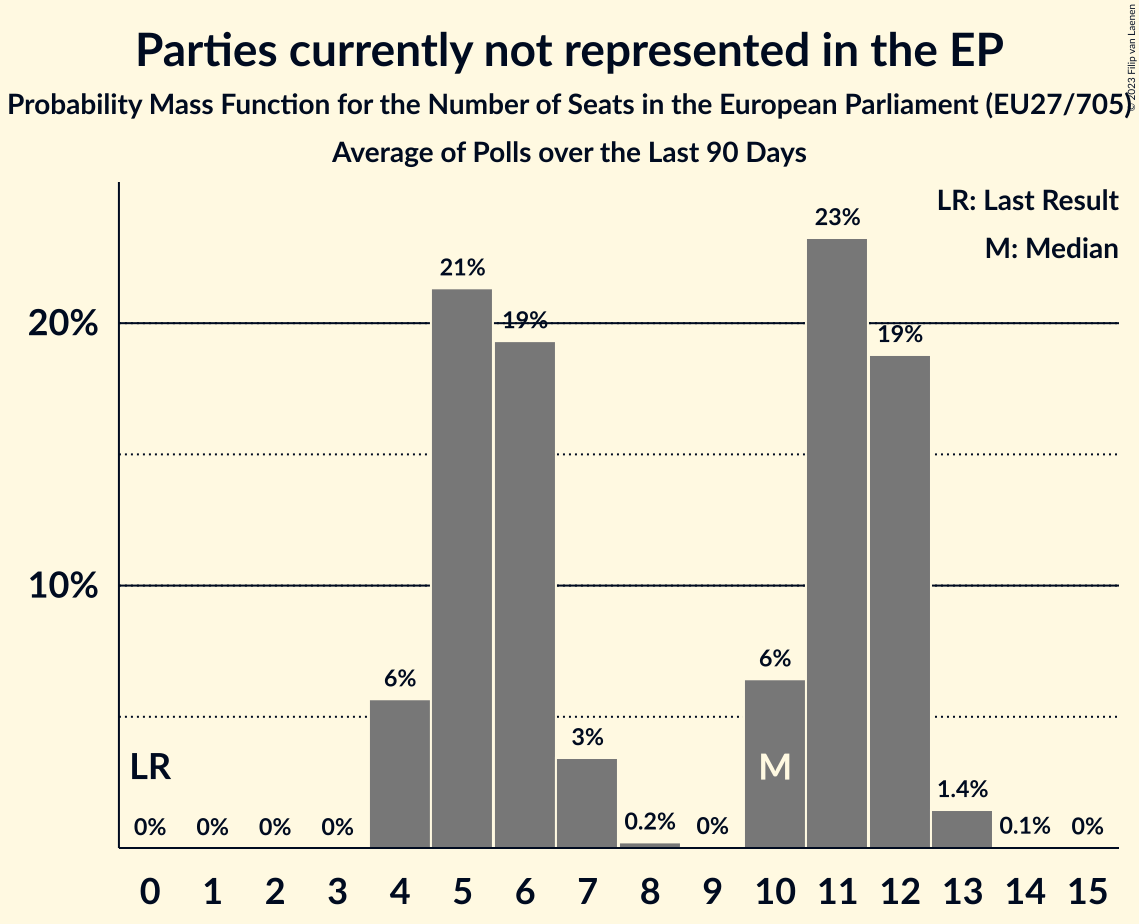 Parties currently not represented in the EP
Probability Mass Function for the Number of Seats in the European Parliament (EU27/705)
Average of Polls over the Last 90 Days
© 2023 Filip van Laenen
LR: Last Result
M: Median
20%
10%
LR
M
0% 0% 0% 0% 6% 21% 19% 3% 0.2% 0% 6% 23% 19% 1.4% 0.1% 0%
0 1 2 3 4 5 6 7 8 9 10 11 12 13 14 15